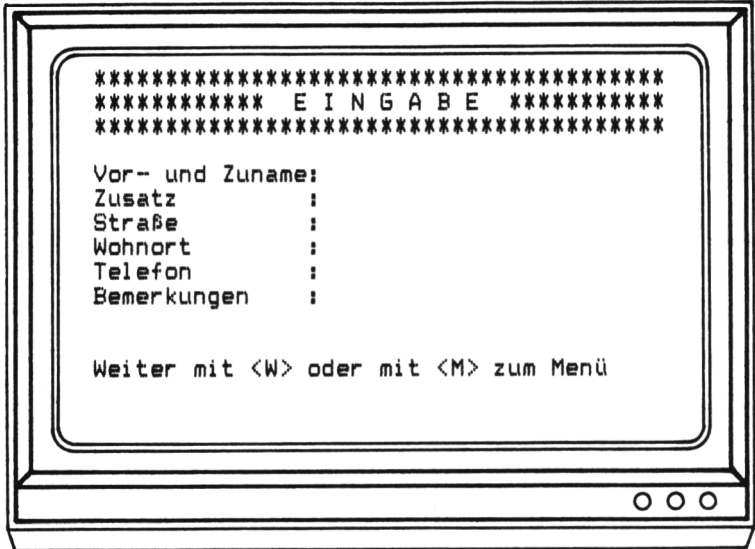 ****************************************
************  E I N G A B E  ***********
****************************************
Vor- und Zuname:
Zusatz         :
Straße         :
Wohnort        :
Telefon        :
Bemerkungen    :
Weiter mit <W> oder mit <M> zum Menü